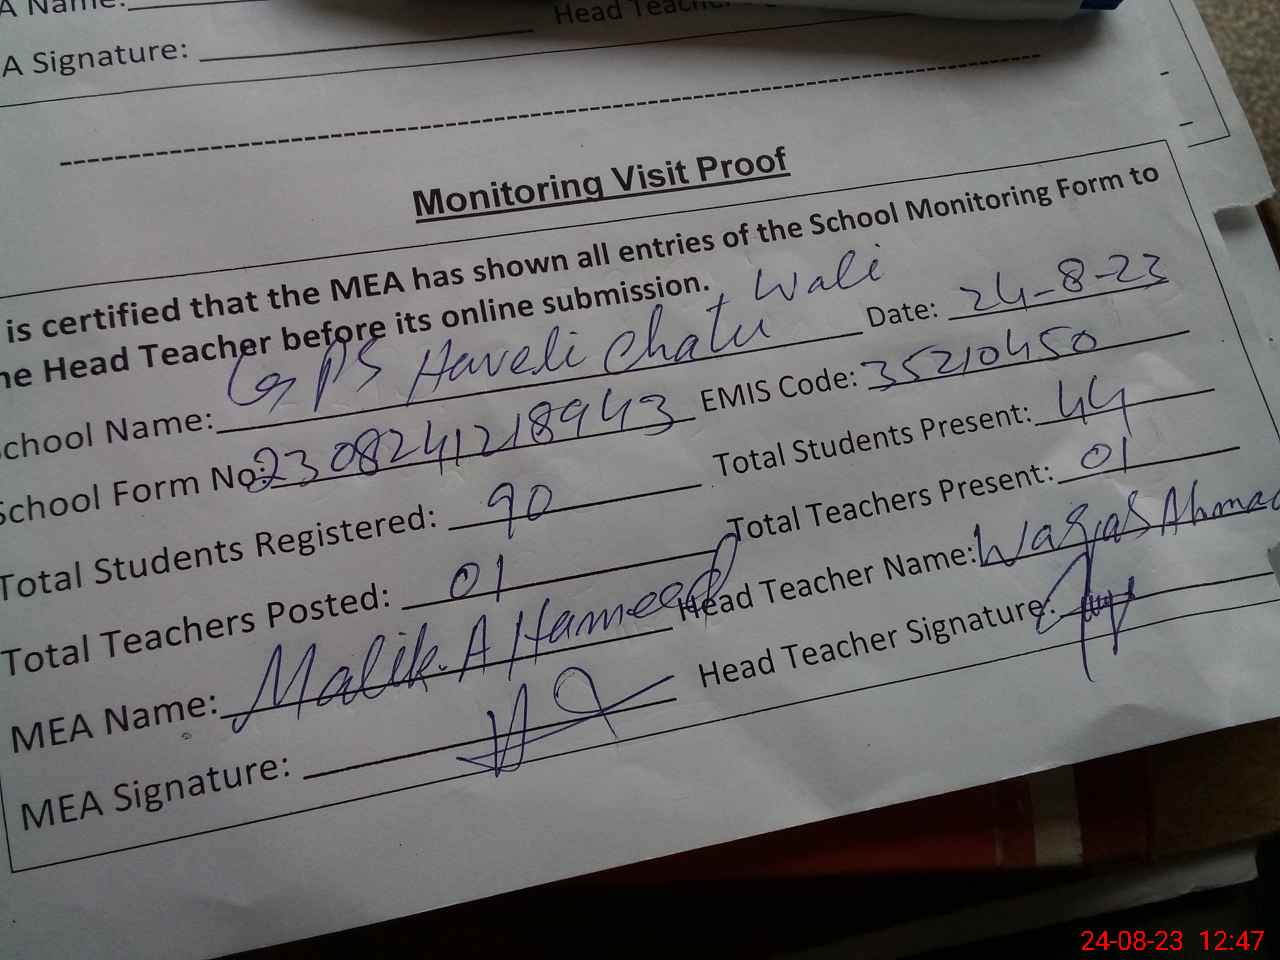 A Name:
Head Teacher
A Signature:
Monitoring Visit Proof
is certified that the MEA has shown all entries of the School Monitoring Form to
he Head Teacher before its online submission.
chool Name: GPS Haveli Chatu Wali Date: 24-8-23
School Form No: 2308241218943 EMIS Code: 35210450
Total Students Registered: 90 Total Students Present: 44
Total Teachers Posted: 01 Total Teachers Present: 01
MEA Name: Malik. A Hameed Head Teacher Name: Waqas Ahmad
MEA Signature: Head Teacher Signature:
24-08-23 12:47